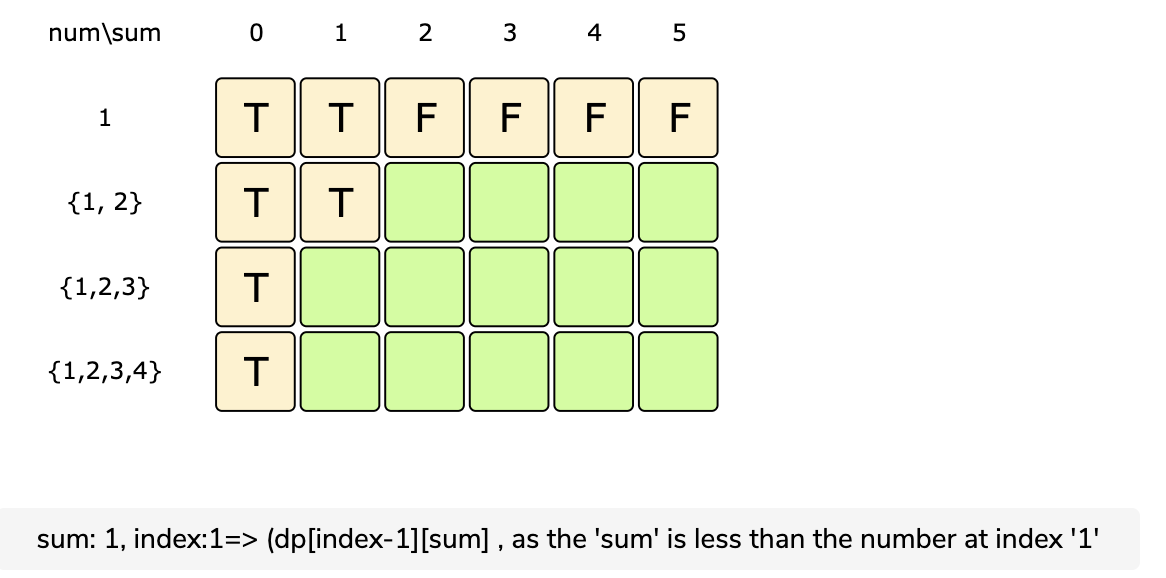 num\sum 0 1 2 3 4 5
1 T T F F F F
{1, 2} T T
{1,2,3} T
{1,2,3,4} T
sum: 1, index:1=> (dp[index-1][sum] , as the 'sum' is less than the number at index '1'